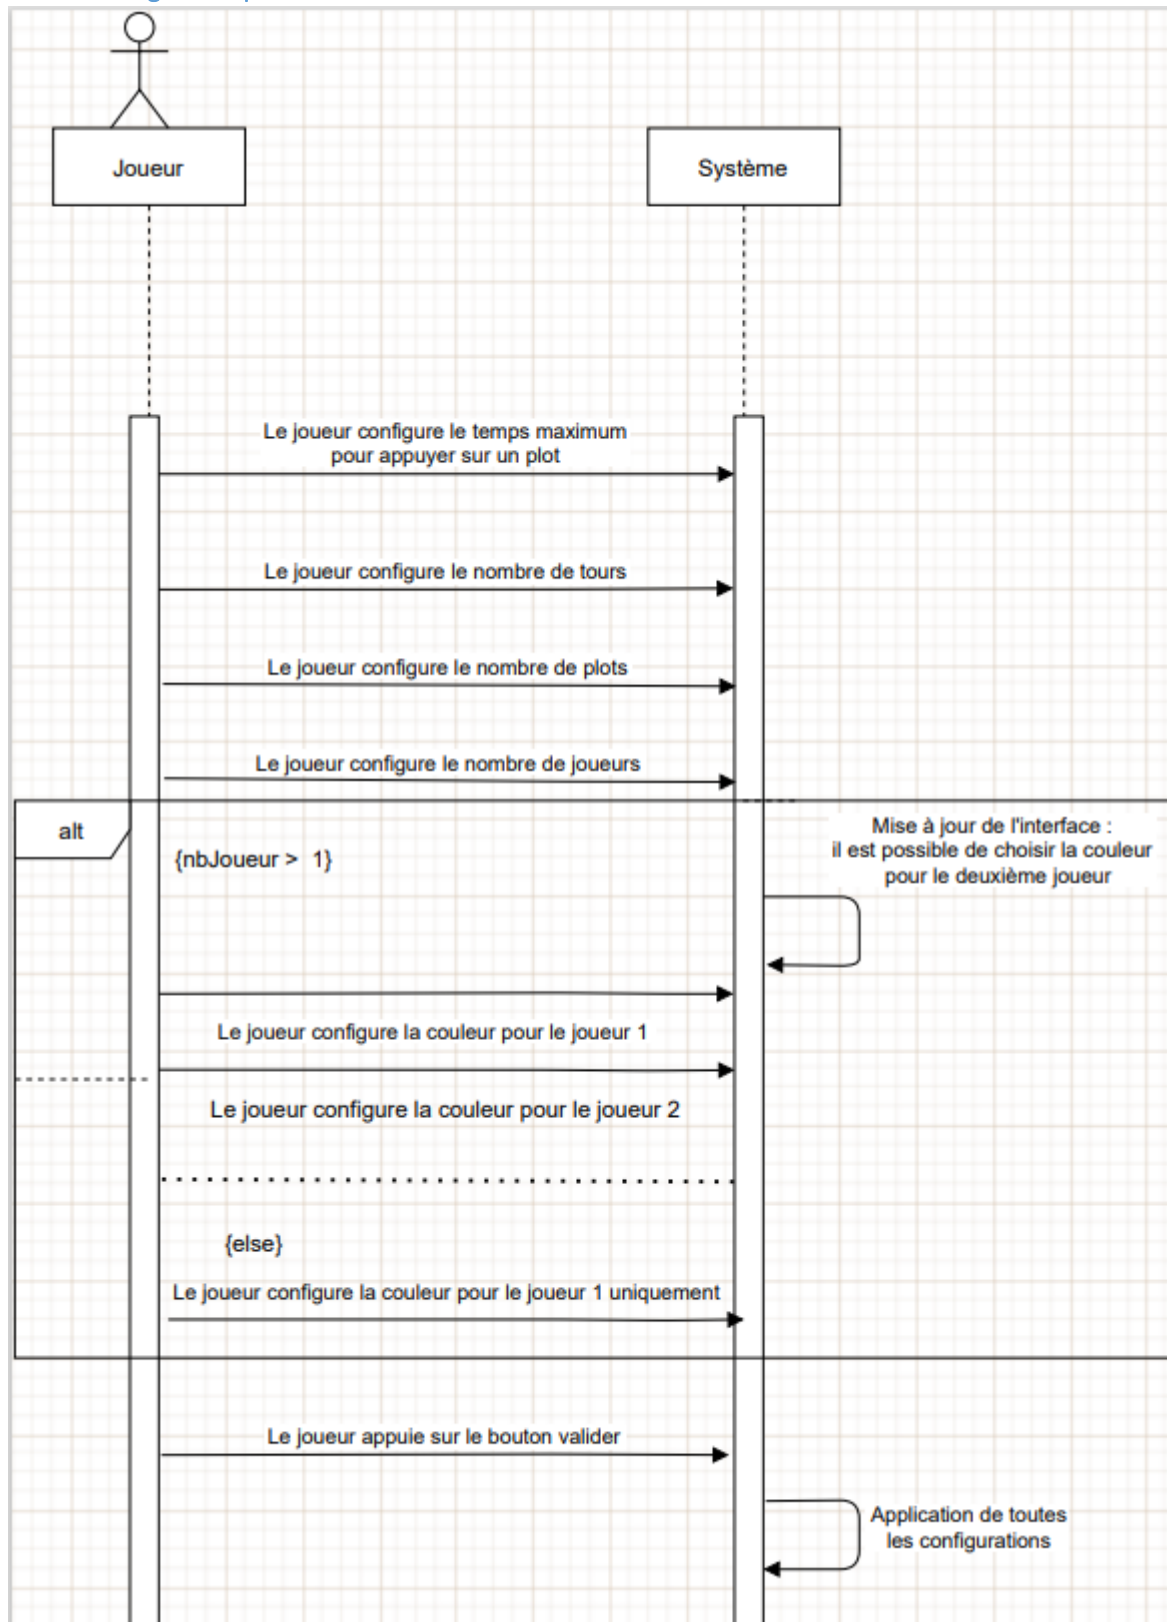 Joueur
Système
Le joueur configure le temps maximum
pour appuyer sur un plot
Le joueur configure le nombre de tours
Le joueur configure le nombre de plots
Le joueur configure le nombre de joueurs
alt
{nbJoueur > 1}
Mise à jour de l'interface :
il est possible de choisir la couleur
pour le deuxième joueur
Le joueur configure la couleur pour le joueur 1
Le joueur configure la couleur pour le joueur 2
{else}
Le joueur configure la couleur pour le joueur 1 uniquement
Le joueur appuie sur le bouton valider
Application de toutes
les configurations